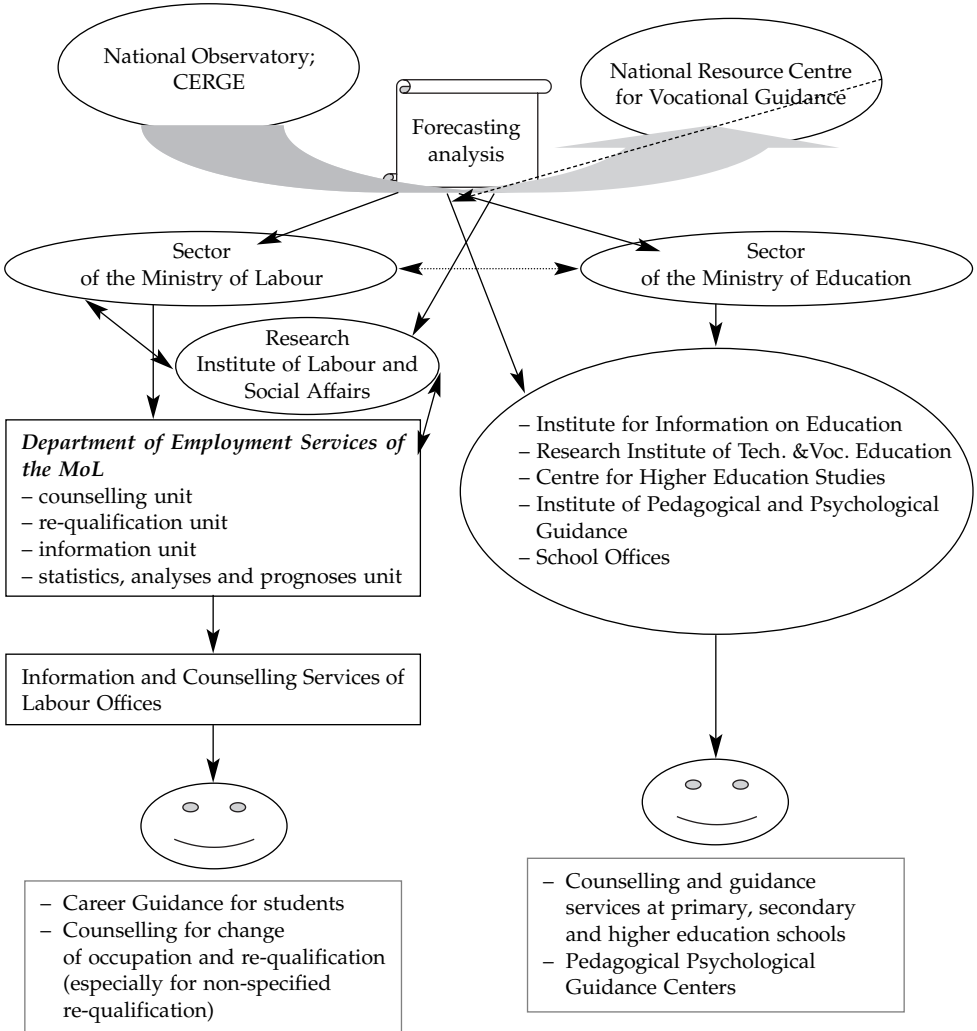 National Observatory;
CERGE
Forecasting
analysis
National Resource Centre
for Vocational Guidance
Sector
of the Ministry of Labour
Sector
of the Ministry of Education
Research
Institute of Labour and
Social Affairs
Department of Employment Services of
the MoL
– counselling unit
– re-qualification unit
– information unit
– statistics, analyses and prognoses unit
– Institute for Information on Education
– Research Institute of Tech. &Voc. Education
– Centre for Higher Education Studies
– Institute of Pedagogical and Psychological
Guidance
– School Offices
Information and Counselling Services of
Labour Offices
– Career Guidance for students
– Counselling for change
of occupation and re-qualification
(especially for non-specified
re-qualification)
– Counselling and guidance
services at primary, secondary
and higher education schools
– Pedagogical Psychological
Guidance Centers